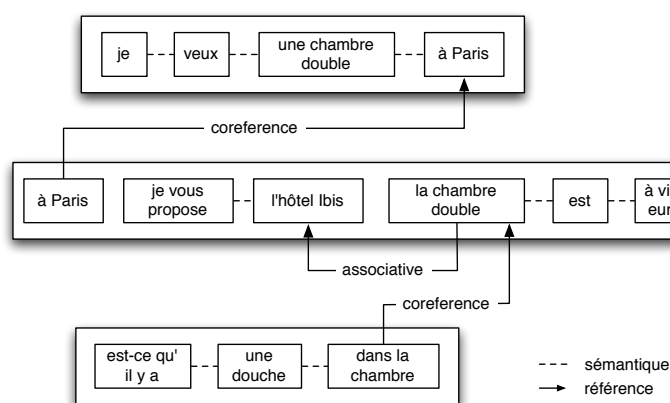 je
veux
une chambre
double
à Paris
coreference
à Paris
je vous
propose
l'hôtel Ibis
la chambre
double
est
associative
coreference
est-ce qu'
il y a
une
douche
dans la
chambre
sémantique
référence